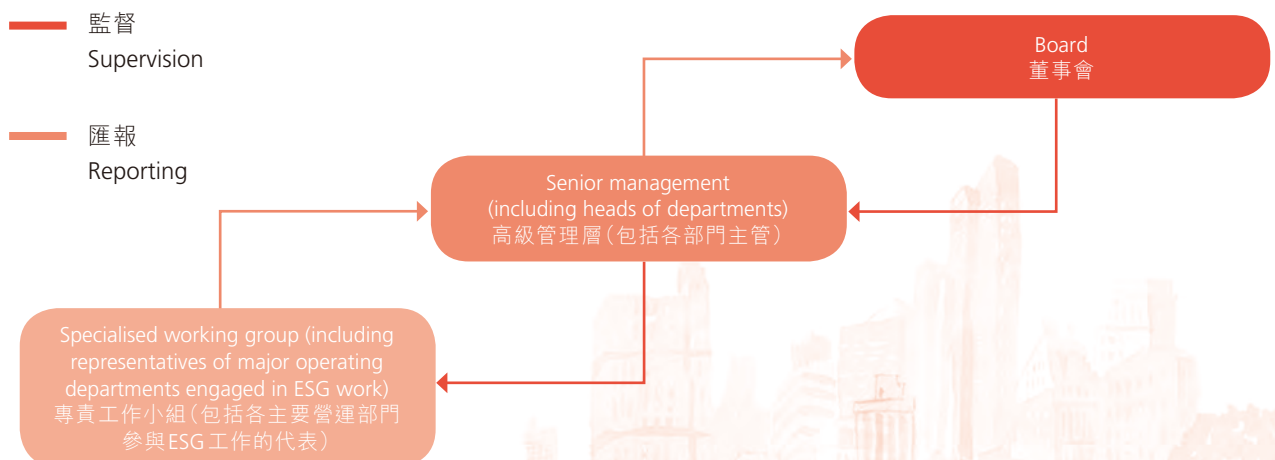 監督
Supervision
匯報
Reporting
Board
董事會
Senior management
(including heads of departments)
高級管理層(包括各部門主管)
Specialised working group (including
representatives of major operating
departments engaged in ESG work)
專責工作小組(包括各主要營運部門
參與ESG工作的代表)